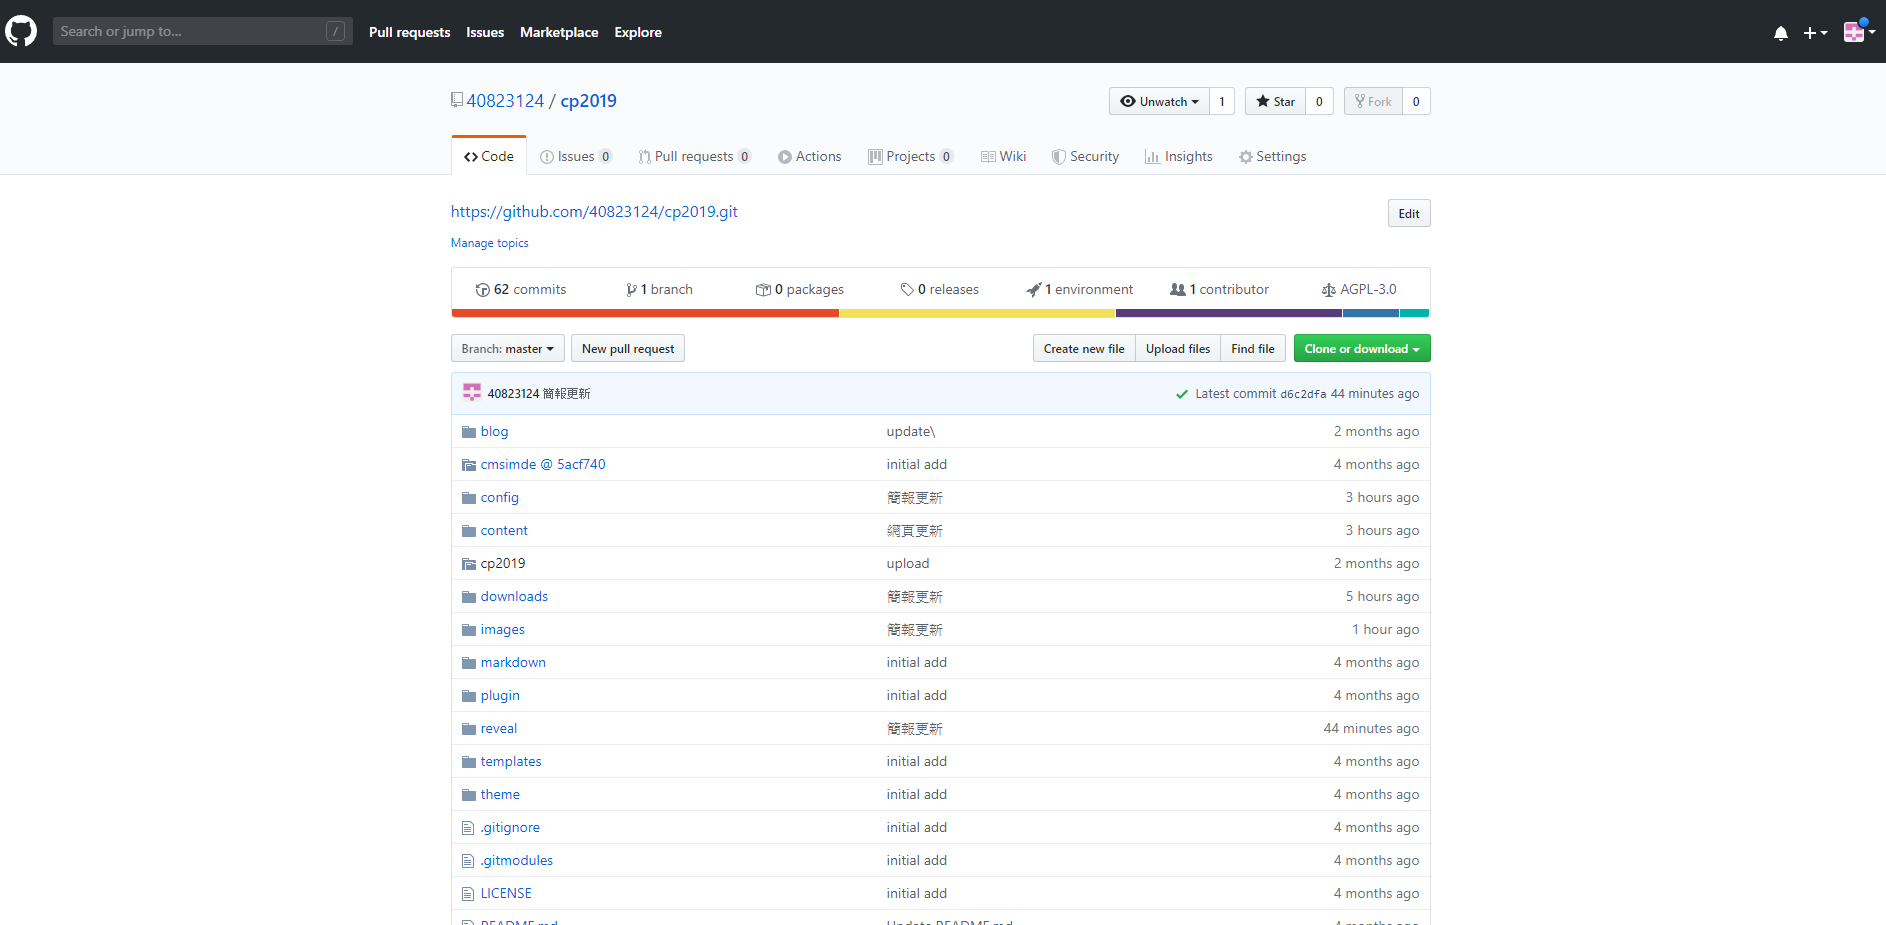 Search or jump to... / Pull requests Issues Marketplace Explore
40823124 / cp2019 Unwatch 1 Star 0 Fork 0
Code Issues 0 Pull requests 0 Actions Projects 0 Wiki Security Insights Settings
https://github.com/40823124/cp2019.git Edit
Manage topics
62 commits 1 branch 0 packages 0 releases 1 environment 1 contributor AGPL-3.0
Branch: master New pull request Create new file Upload files Find file Clone or download
40823124 簡報更新 Latest commit d6c2dfa 44 minutes ago
blog update\ 2 months ago
cmsimde @ 5acf740 initial add 4 months ago
config 簡報更新 3 hours ago
content 網頁更新 3 hours ago
cp2019 upload 2 months ago
downloads 簡報更新 5 hours ago
images 簡報更新 1 hour ago
markdown initial add 4 months ago
plugin initial add 4 months ago
reveal 簡報更新 44 minutes ago
templates initial add 4 months ago
theme initial add 4 months ago
.gitignore initial add 4 months ago
.gitmodules initial add 4 months ago
LICENSE initial add 4 months ago
README.md Update README.md 4 months ago